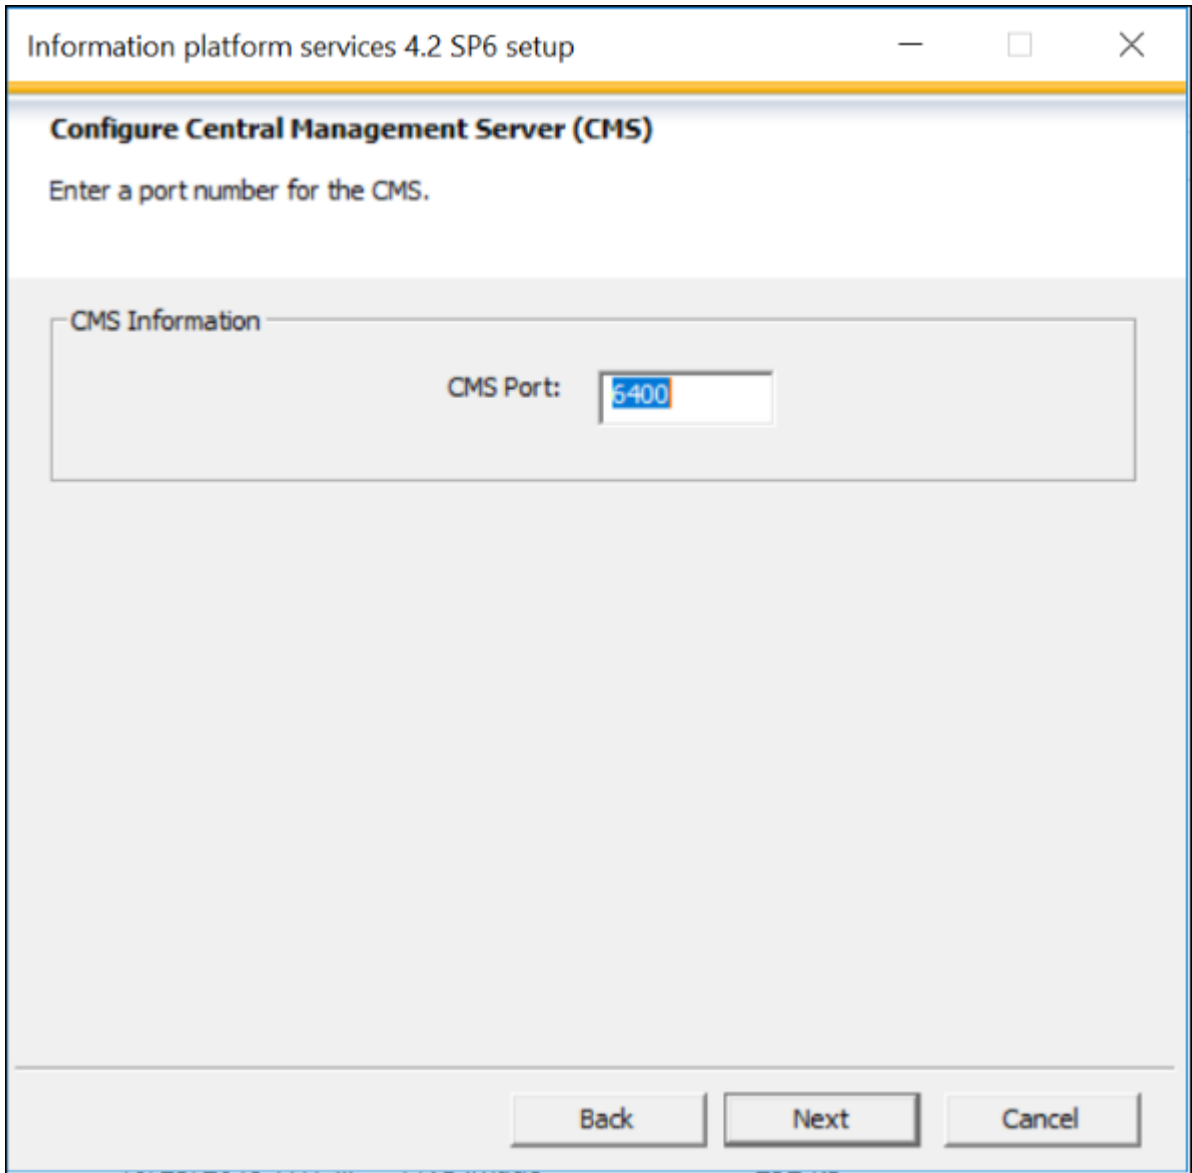 Information platform services 4.2 SP6 setup
Configure Central Management Server (CMS)
Enter a port number for the CMS.
CMS Information
CMS Port: 6400
Back Next Cancel